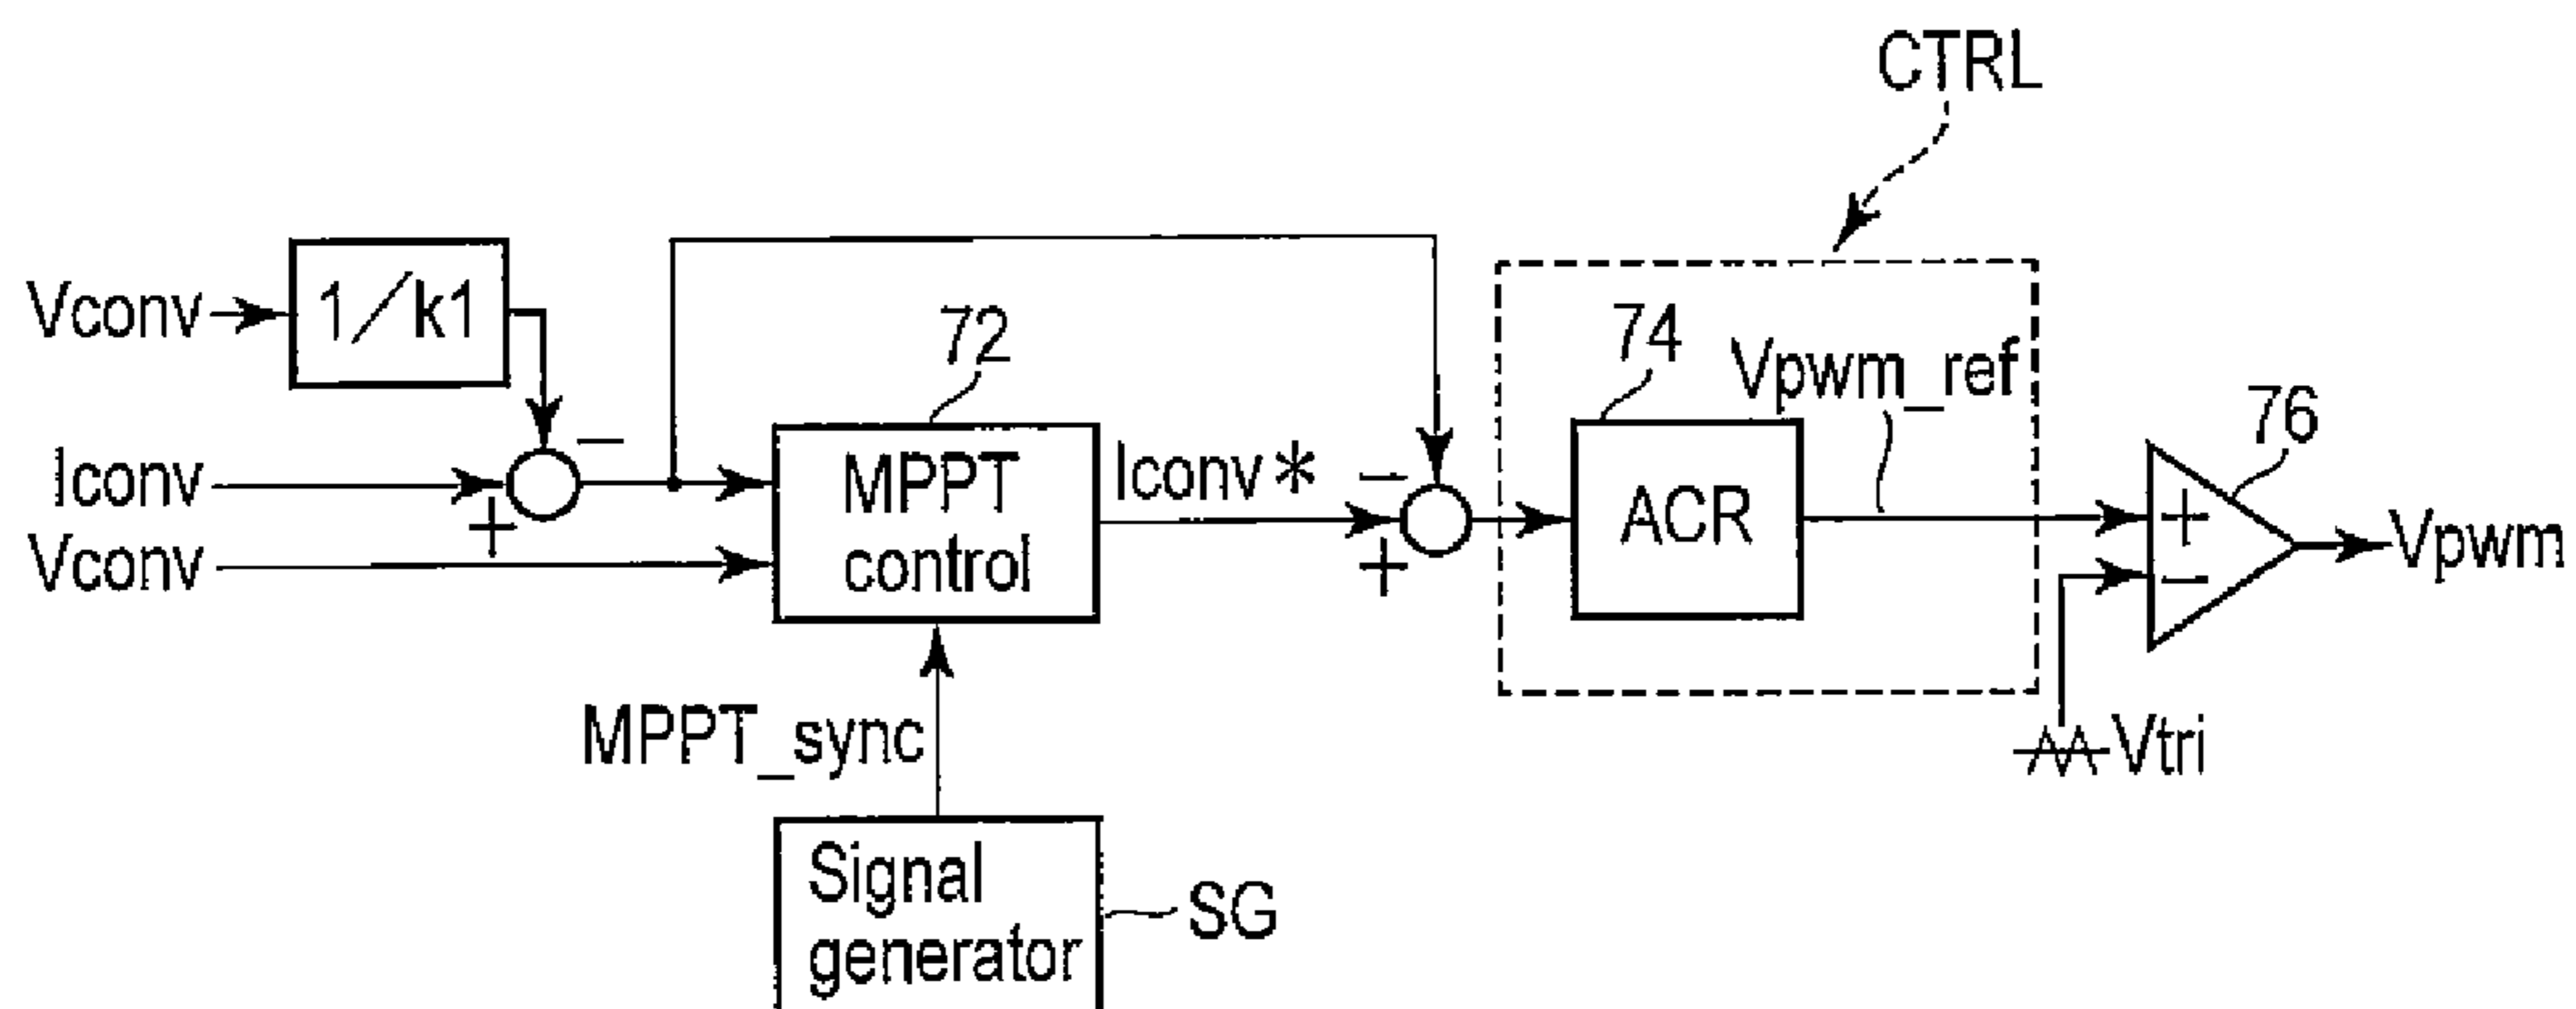 CTRL
Vconv
1/k1
72
74
Vpwm_ref
76
Iconv
−
+
Vconv
MPPT
control
Iconv*
−
+
ACR
+
−
Vpwm
MPPT_sync
Vtri
Signal
generator
SG